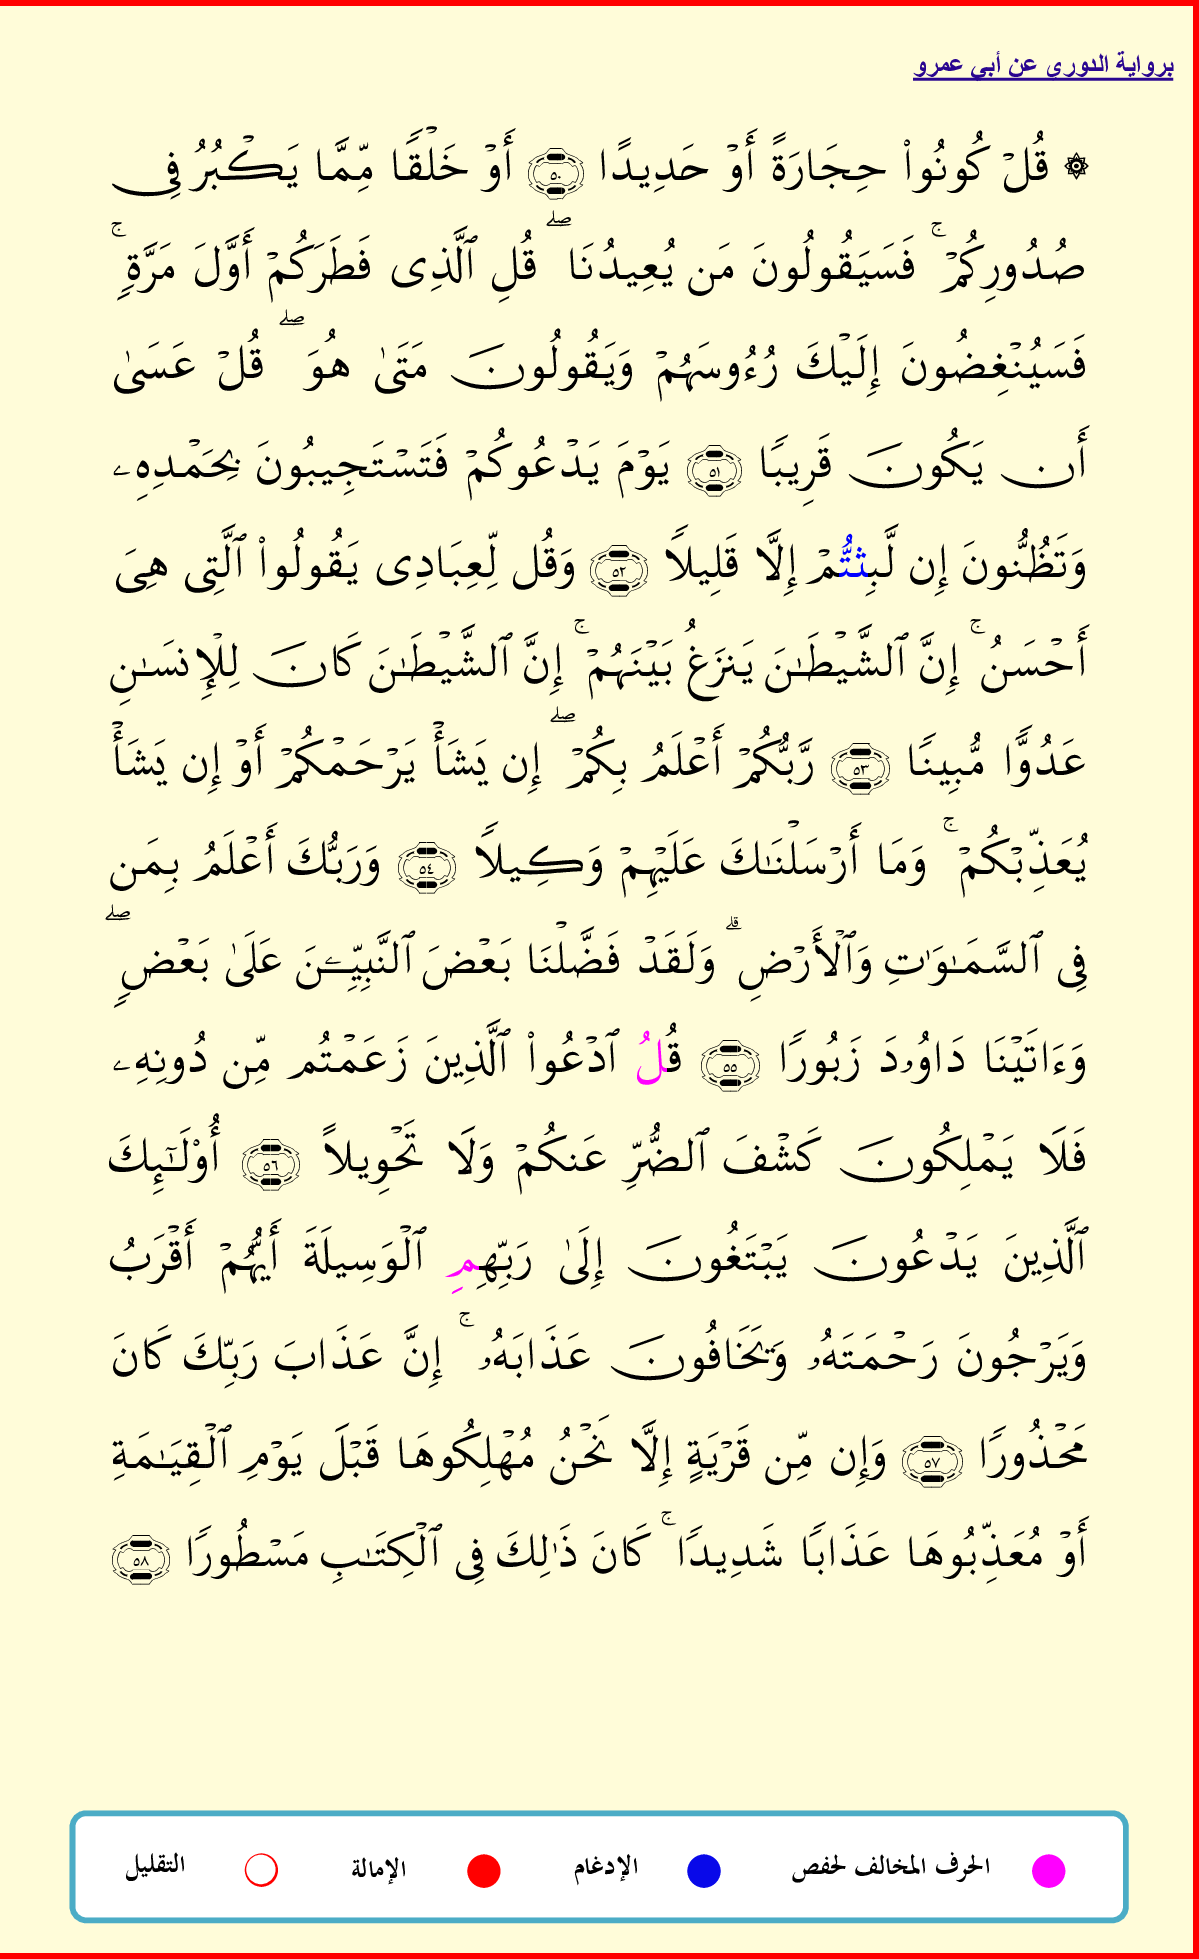 برواية الدوري عن أبي عمرو
۞ قُلۡ كُونُواْ حِجَارَةً أَوۡ حَدِيدًا ٥٠ أَوۡ خَلۡقٗا مِّمَّا يَكۡبُرُ فِي
صُدُورِكُمۡۚ فَسَيَقُولُونَ مَن يُعِيدُنَاۖ قُلِ ٱلَّذِي فَطَرَكُمۡ أَوَّلَ مَرَّةٖۚ
فَسَيُنۡغِضُونَ إِلَيۡكَ رُءُوسَهُمۡ وَيَقُولُونَ مَتَىٰ هُوَۖ قُلۡ عَسَىٰ
أَن يَكُونَ قَرِيبٗا ٥١ يَوۡمَ يَدۡعُوكُمۡ فَتَسۡتَجِيبُونَ بِحَمۡدِهِۦ
وَتَظُنُّونَ إِن لَّبِثتُّمۡ إِلَّا قَلِيلٗا ٥٢ وَقُل لِّعِبَادِي يَقُولُواْ ٱلَّتِي هِيَ
أَحۡسَنُۚ إِنَّ ٱلشَّيۡطَٰنَ يَنزَغُ بَيۡنَهُمۡۚ إِنَّ ٱلشَّيۡطَٰنَ كَانَ لِلۡإِنسَٰنِ
عَدُوّٗا مُّبِينٗا ٥٣ رَّبُّكُمۡ أَعۡلَمُ بِكُمۡۖ إِن يَشَأۡ يَرۡحَمۡكُمۡ أَوۡ إِن يَشَأۡ
يُعَذِّبۡكُمۡۚ وَمَا أَرۡسَلۡنَٰكَ عَلَيۡهِمۡ وَكِيلٗا ٥٤ وَرَبُّكَ أَعۡلَمُ بِمَن
فِي ٱلسَّمَٰوَٰتِ وَٱلۡأَرۡضِۗ وَلَقَدۡ فَضَّلۡنَا بَعۡضَ ٱلنَّبِيِّـۧنَ عَلَىٰ بَعۡضٖۖ
وَءَاتَيۡنَا دَاوُۥدَ زَبُورٗا ٥٥ قُلُ ٱدۡعُواْ ٱلَّذِينَ زَعَمۡتُم مِّن دُونِهِۦ
فَلَا يَمۡلِكُونَ كَشۡفَ ٱلضُّرِّ عَنكُمۡ وَلَا تَحۡوِيلًا ٥٦ أُوْلَٰٓئِكَ
ٱلَّذِينَ يَدۡعُونَ يَبۡتَغُونَ إِلَىٰ رَبِّهِمِ ٱلۡوَسِيلَةَ أَيُّهُمۡ أَقۡرَبُ
وَيَرۡجُونَ رَحۡمَتَهُۥ وَيَخَافُونَ عَذَابَهُۥۚ إِنَّ عَذَابَ رَبِّكَ كَانَ
مَحۡذُورٗا ٥٧ وَإِن مِّن قَرۡيَةٍ إِلَّا نَحۡنُ مُهۡلِكُوهَا قَبۡلَ يَوۡمِ ٱلۡقِيَٰمَةِ
أَوۡ مُعَذِّبُوهَا عَذَابٗا شَدِيدٗاۚ كَانَ ذَٰلِكَ فِي ٱلۡكِتَٰبِ مَسۡطُورٗا ٥٨
الحرف المخالف لحفص الإدغام الإمالة التقليل